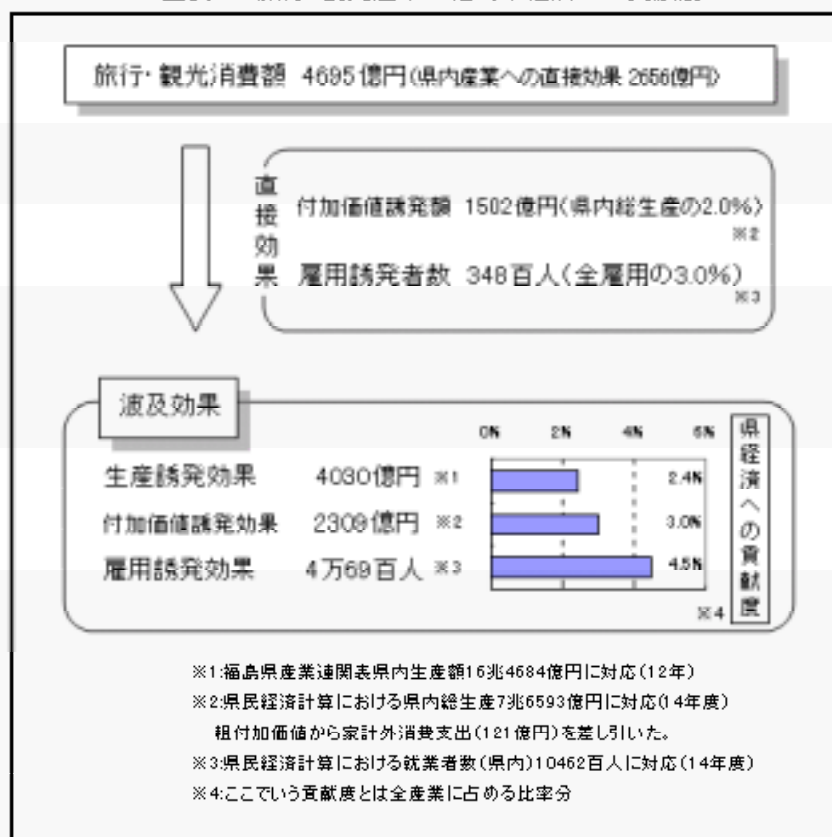 旅行・観光消費額 4695億円(県内産業への直接効果 2656億円)
直接効果
付加価値誘発額 1502億円(県内総生産の2.0%)
※2
雇用誘発者数 348百人(全雇用の3.0%)
※3
波及効果
0% 2% 4% 6%
生産誘発効果 4030億円 ※1 2.4%
付加価値誘発効果 2309億円 ※2 3.0%
雇用誘発効果 4万69百人 ※3 4.5%
県経済への貢献度
※4
※1:福島県産業連関表県内生産額16兆4684億円に対応(12年)
※2:県民経済計算における県内総生産7兆6593億円に対応(14年度)
粗付加価値から家計外消費支出(121億円)を差し引いた。
※3:県民経済計算における就業者数(県内)10462百人に対応(14年度)
※4:ここでいう貢献度とは全産業に占める比率分